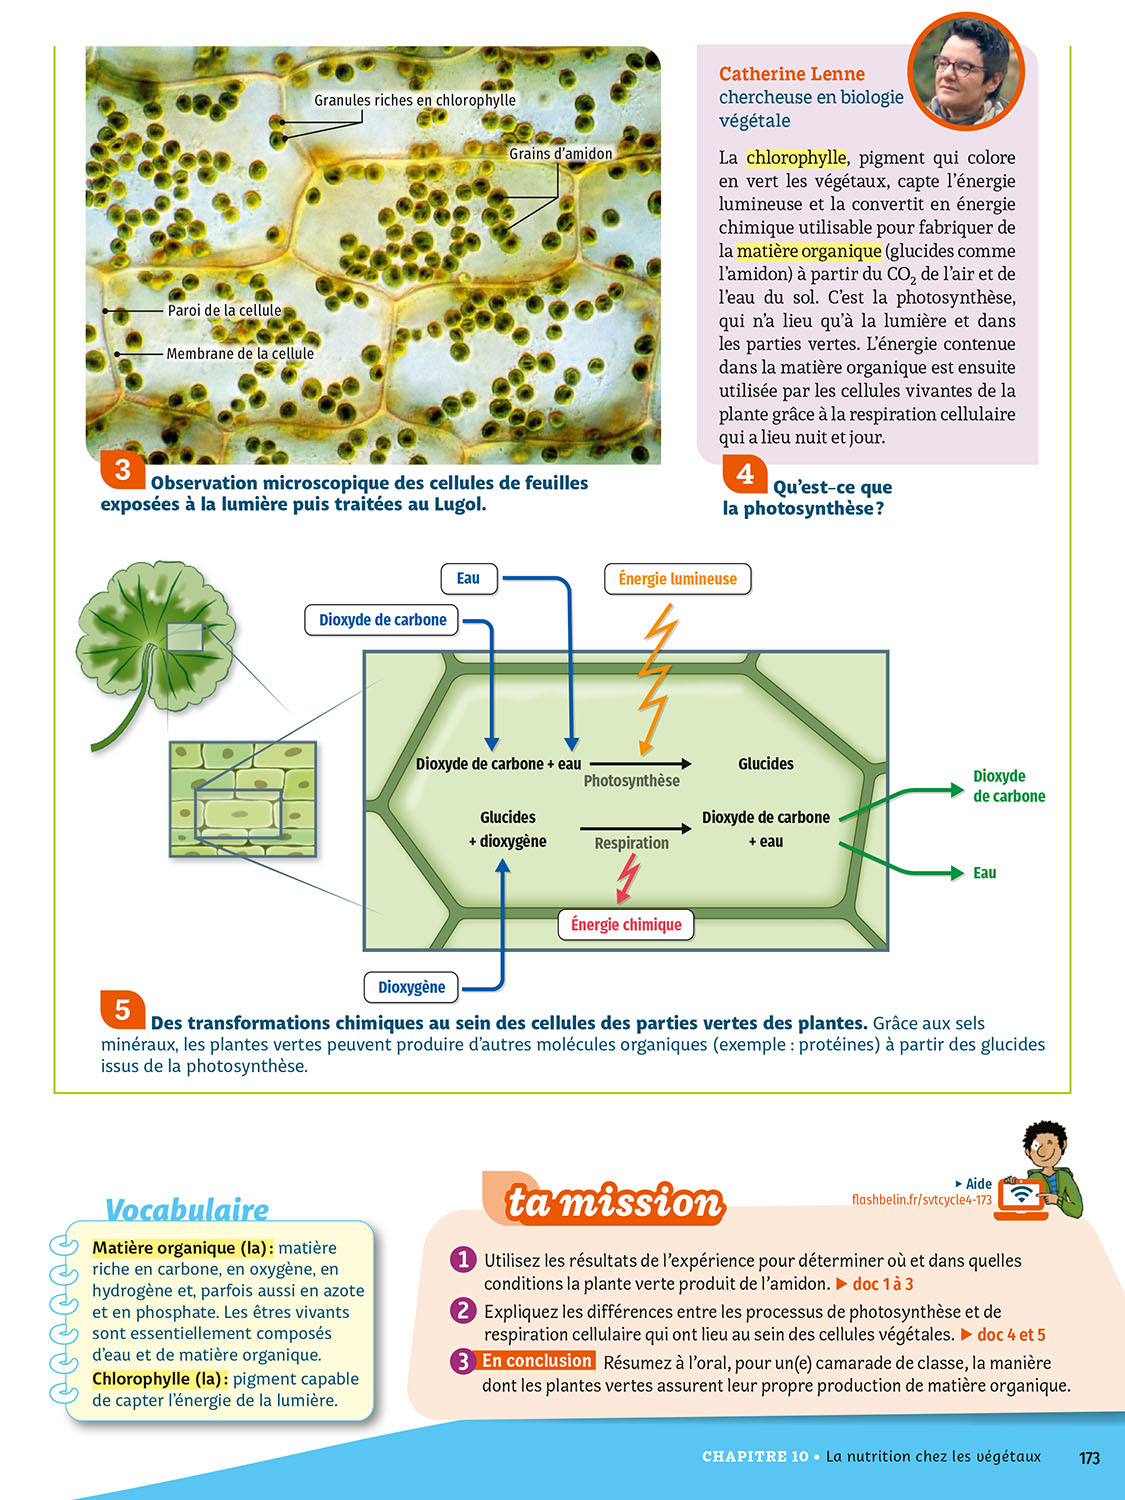 Granules riches en chlorophylle
Grains d'amidon
Paroi de la cellule
Membrane de la cellule
3 Observation microscopique des cellules de feuilles
exposées à la lumière puis traitées au Lugol.
Catherine Lenne
chercheuse en biologie
végétale
La chlorophylle, pigment qui colore
en vert les végétaux, capte l'énergie
lumineuse et la convertit en énergie
chimique utilisable pour fabriquer de
la matière organique (glucides comme
l'amidon) à partir du CO₂ de l'air et de
l'eau du sol. C'est la photosynthèse,
qui n'a lieu qu'à la lumière et dans
les parties vertes. L'énergie contenue
dans la matière organique est ensuite
utilisée par les cellules vivantes de la
plante grâce à la respiration cellulaire
qui a lieu nuit et jour.
4 Qu'est-ce que
la photosynthèse ?
Eau
Énergie lumineuse
Dioxyde de carbone
Dioxyde de carbone + eau
Photosynthèse
Glucides
Glucides
+ dioxygène
Respiration
Dioxyde de carbone
+ eau
Dioxyde
de carbone
Eau
Énergie chimique
Dioxygène
5 Des transformations chimiques au sein des cellules des parties vertes des plantes. Grâce aux sels
minéraux, les plantes vertes peuvent produire d'autres molécules organiques (exemple : protéines) à partir des glucides
issus de la photosynthèse.
Vocabulaire
Matière organique (la) : matière
riche en carbone, en oxygène, en
hydrogène et, parfois aussi en azote
et en phosphate. Les êtres vivants
sont essentiellement composés
d'eau et de matière organique.
Chlorophylle (la) : pigment capable
de capter l'énergie de la lumière.
ta mission
▸ Aide
flashbelin.fr/svtcycle4-173
1 Utilisez les résultats de l'expérience pour déterminer où et dans quelles
conditions la plante verte produit de l'amidon. ▶ doc 1 à 3
2 Expliquez les différences entre les processus de photosynthèse et de
respiration cellulaire qui ont lieu au sein des cellules végétales. ▶ doc 4 et 5
3 En conclusion Résumez à l'oral, pour un(e) camarade de classe, la manière
dont les plantes vertes assurent leur propre production de matière organique.
CHAPITRE 10 • La nutrition chez les végétaux 173